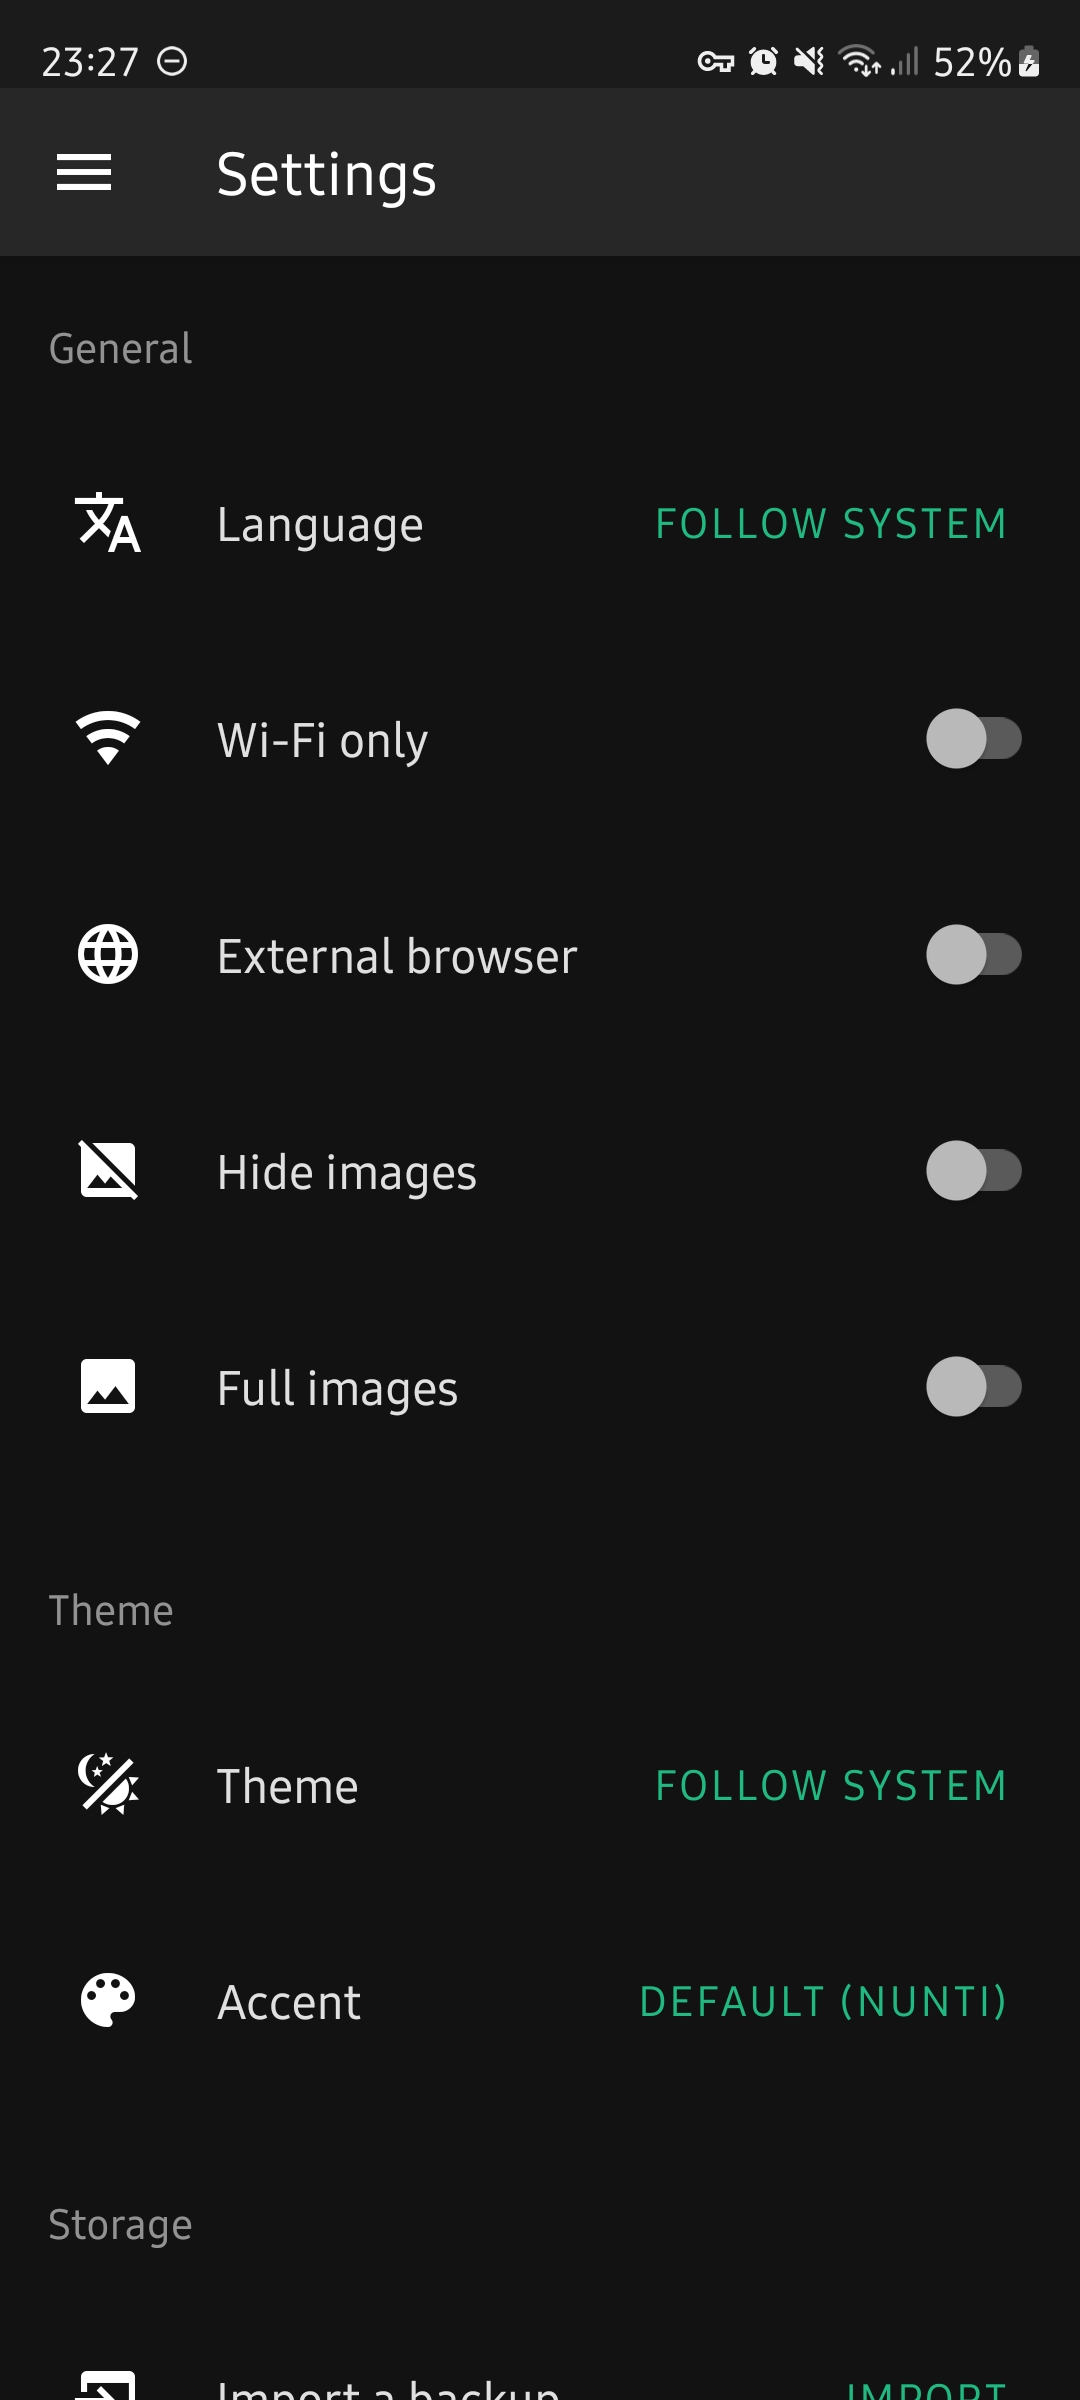 23:27 52%
Settings
General
Language FOLLOW SYSTEM
Wi-Fi only
External browser
Hide images
Full images
Theme
Theme FOLLOW SYSTEM
Accent DEFAULT (NUNTI)
Storage
Import a backup IMPORT